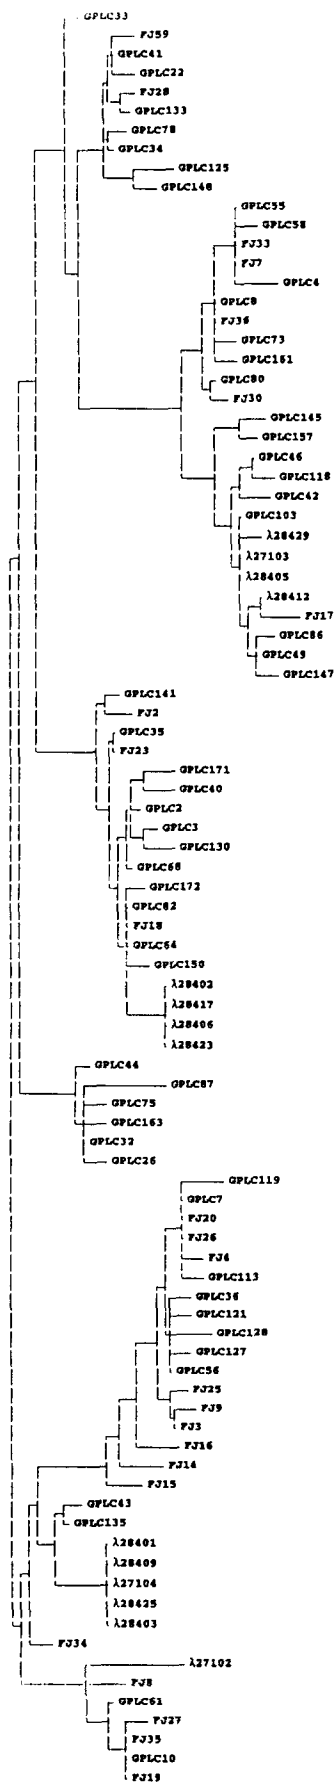 GPLC33
FJ59
GPLC41
GPLC22
FJ28
GPLC133
GPLC78
GPLC34
GPLC125
GPLC148
GPLC55
GPLC58
FJ33
FJ7
GPLC4
GPLC8
FJ36
GPLC73
GPLC161
GPLC80
FJ30
GPLC145
GPLC157
GPLC46
GPLC118
GPLC42
GPLC103
λ28429
λ27103
λ28405
λ28412
FJ17
GPLC86
GPLC49
GPLC147
GPLC141
FJ2
GPLC35
FJ23
GPLC171
GPLC40
GPLC2
GPLC3
GPLC130
GPLC68
GPLC172
GPLC82
FJ18
GPLC64
GPLC150
λ28402
λ28417
λ28406
λ28423
GPLC44
GPLC87
GPLC75
GPLC163
GPLC32
GPLC26
GPLC119
GPLC7
FJ20
FJ26
FJ4
GPLC113
GPLC36
GPLC121
GPLC128
GPLC127
GPLC56
FJ25
FJ9
FJ3
FJ16
FJ14
FJ15
GPLC43
GPLC135
λ28401
λ28409
λ27104
λ28425
λ28403
FJ34
λ27102
FJ8
GPLC61
FJ27
FJ35
GPLC10
FJ19